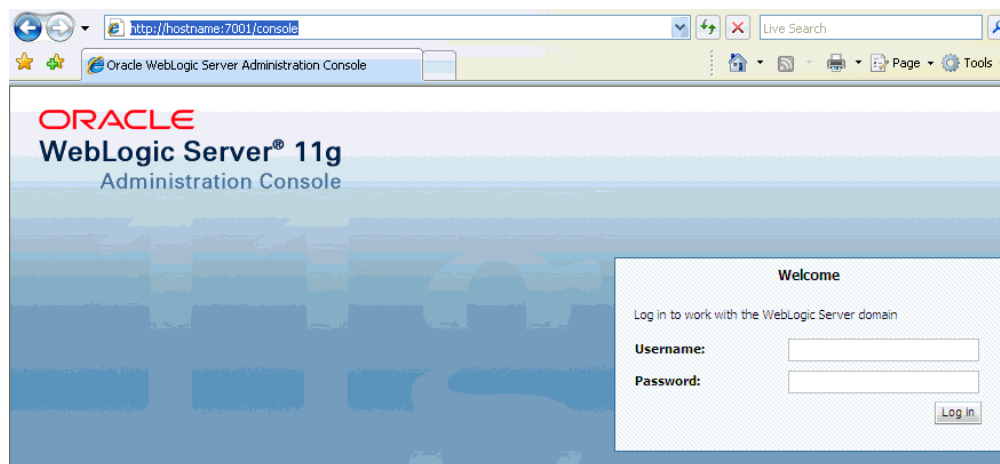 http://hostname:7001/console
Live Search
Oracle WebLogic Server Administration Console
Page
Tools
ORACLE
WebLogic Server® 11g
Administration Console
Welcome
Log in to work with the WebLogic Server domain
Username:
Password:
Log In